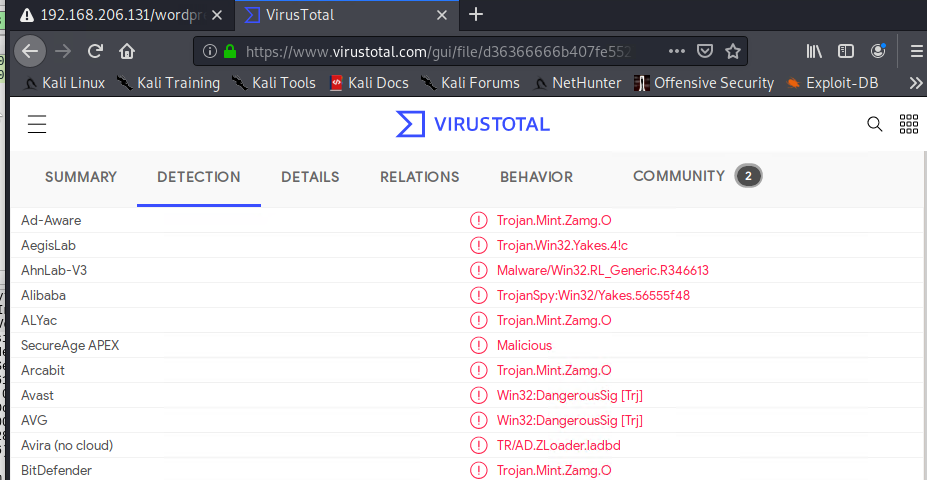 192.168.206.131/wordpre
VirusTotal
https://www.virustotal.com/gui/file/d36366666b407fe552
Kali Linux Kali Training Kali Tools Kali Docs Kali Forums NetHunter Offensive Security Exploit-DB
VIRUSTOTAL
SUMMARY DETECTION DETAILS RELATIONS BEHAVIOR COMMUNITY 2
Ad-Aware Trojan.Mint.Zamg.O
AegisLab Trojan.Win32.Yakes.4!c
AhnLab-V3 Malware/Win32.RL_Generic.R346613
Alibaba TrojanSpy:Win32/Yakes.56555f48
ALYac Trojan.Mint.Zamg.O
SecureAge APEX Malicious
Arcabit Trojan.Mint.Zamg.O
Avast Win32:DangerousSig [Trj]
AVG Win32:DangerousSig [Trj]
Avira (no cloud) TR/AD.ZLoader.ladbd
BitDefender Trojan.Mint.Zamg.O